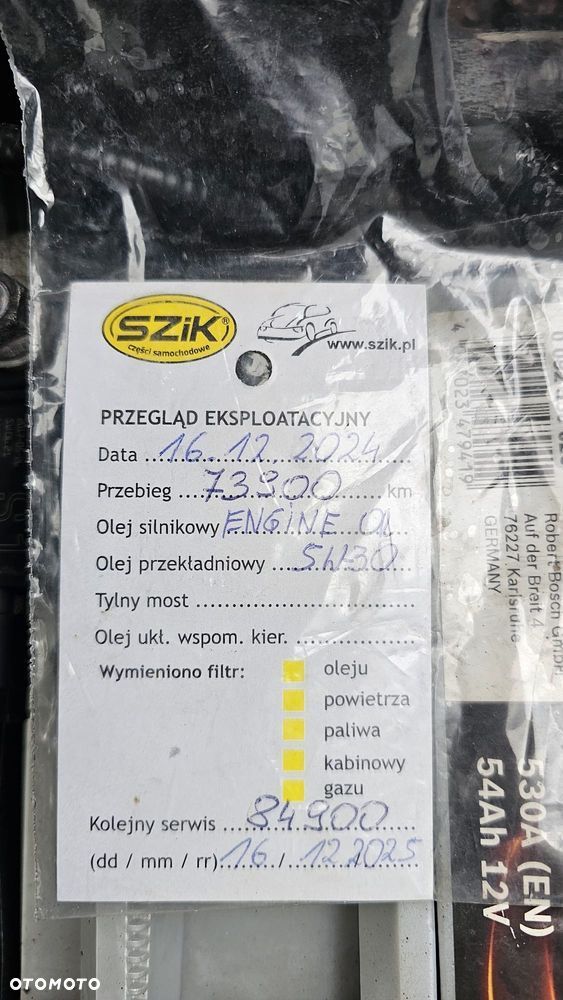 SZiK®
części samochodowe
www.szik.pl
PRZEGLĄD EKSPLOATACYJNY
Data 16.12.2024
Przebieg 73900 km
Olej silnikowy ENGINE OIL
Olej przekładniowy 5W30
Tylny most
Olej ukł. wspom. kier.
Wymieniono filtr:
oleju
powietrza
paliwa
kabinowy
gazu
Kolejny serwis 84900
(dd / mm / rr) 16 / 12 2025
Robert Bosch GmbH
Auf der Breit 4
76227 Karlsruhe
GERMANY
530A (EN)
54Ah 12V
OTOMOTO